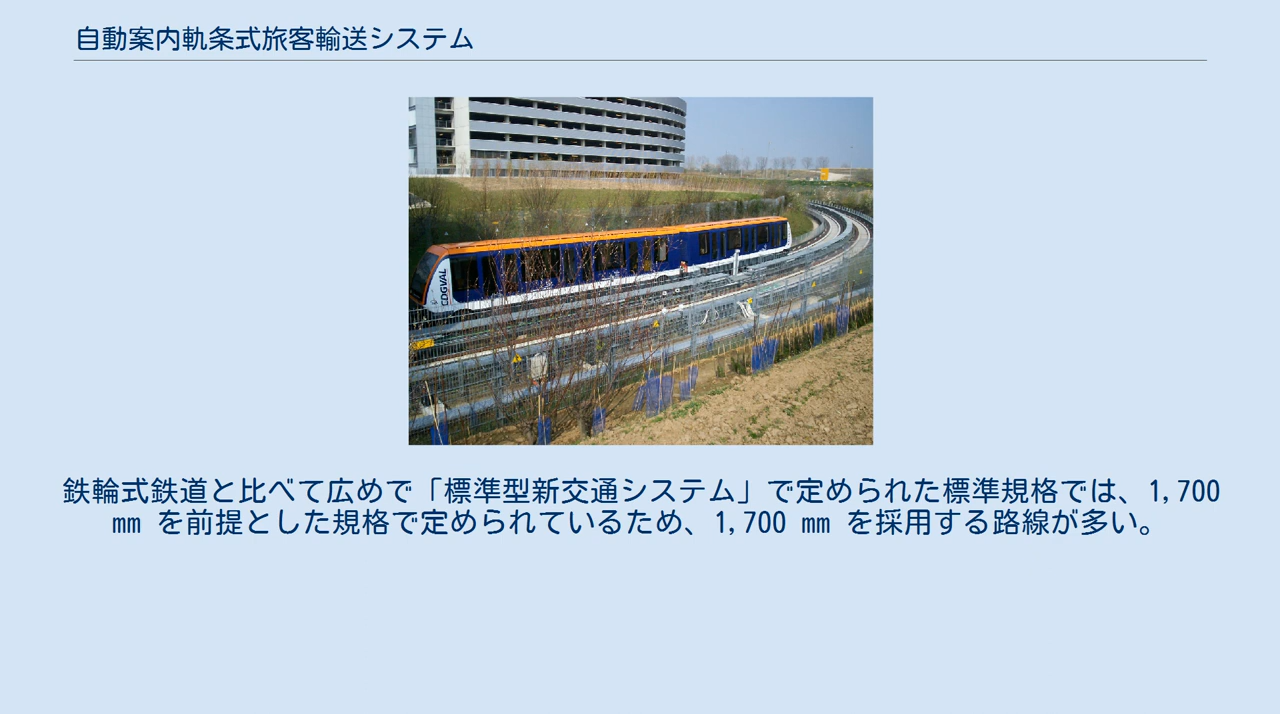 自動案内軌条式旅客輸送システム
CDGVAL
鉄輪式鉄道と比べて広めで「標準型新交通システム」で定められた標準規格では、1,700
mm を前提とした規格で定められているため、1,700 mm を採用する路線が多い。